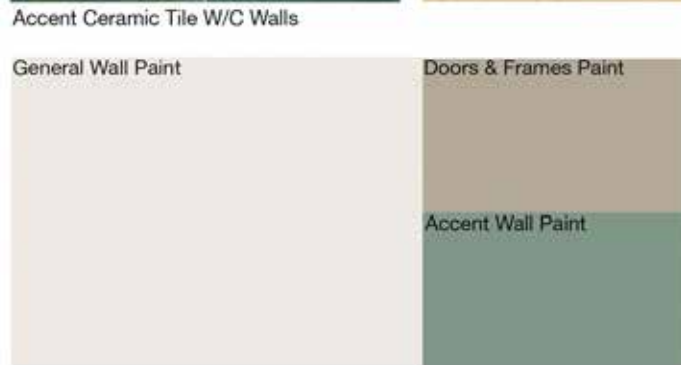 Accent Ceramic Tile W/C Walls
General Wall Paint
Doors & Frames Paint
Accent Wall Paint